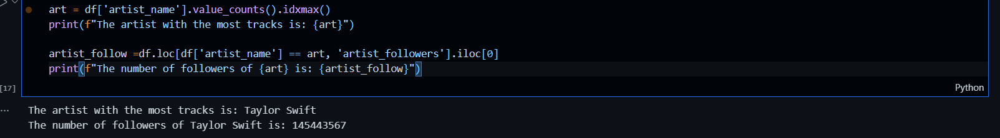 art = df['artist_name'].value_counts().idxmax()
print(f"The artist with the most tracks is: {art}")
artist_follow =df.loc[df['artist_name'] == art, 'artist_followers'].iloc[0]
print(f"The number of followers of {art} is: {artist_follow}")
[17]
Python
... The artist with the most tracks is: Taylor Swift
The number of followers of Taylor Swift is: 145443567